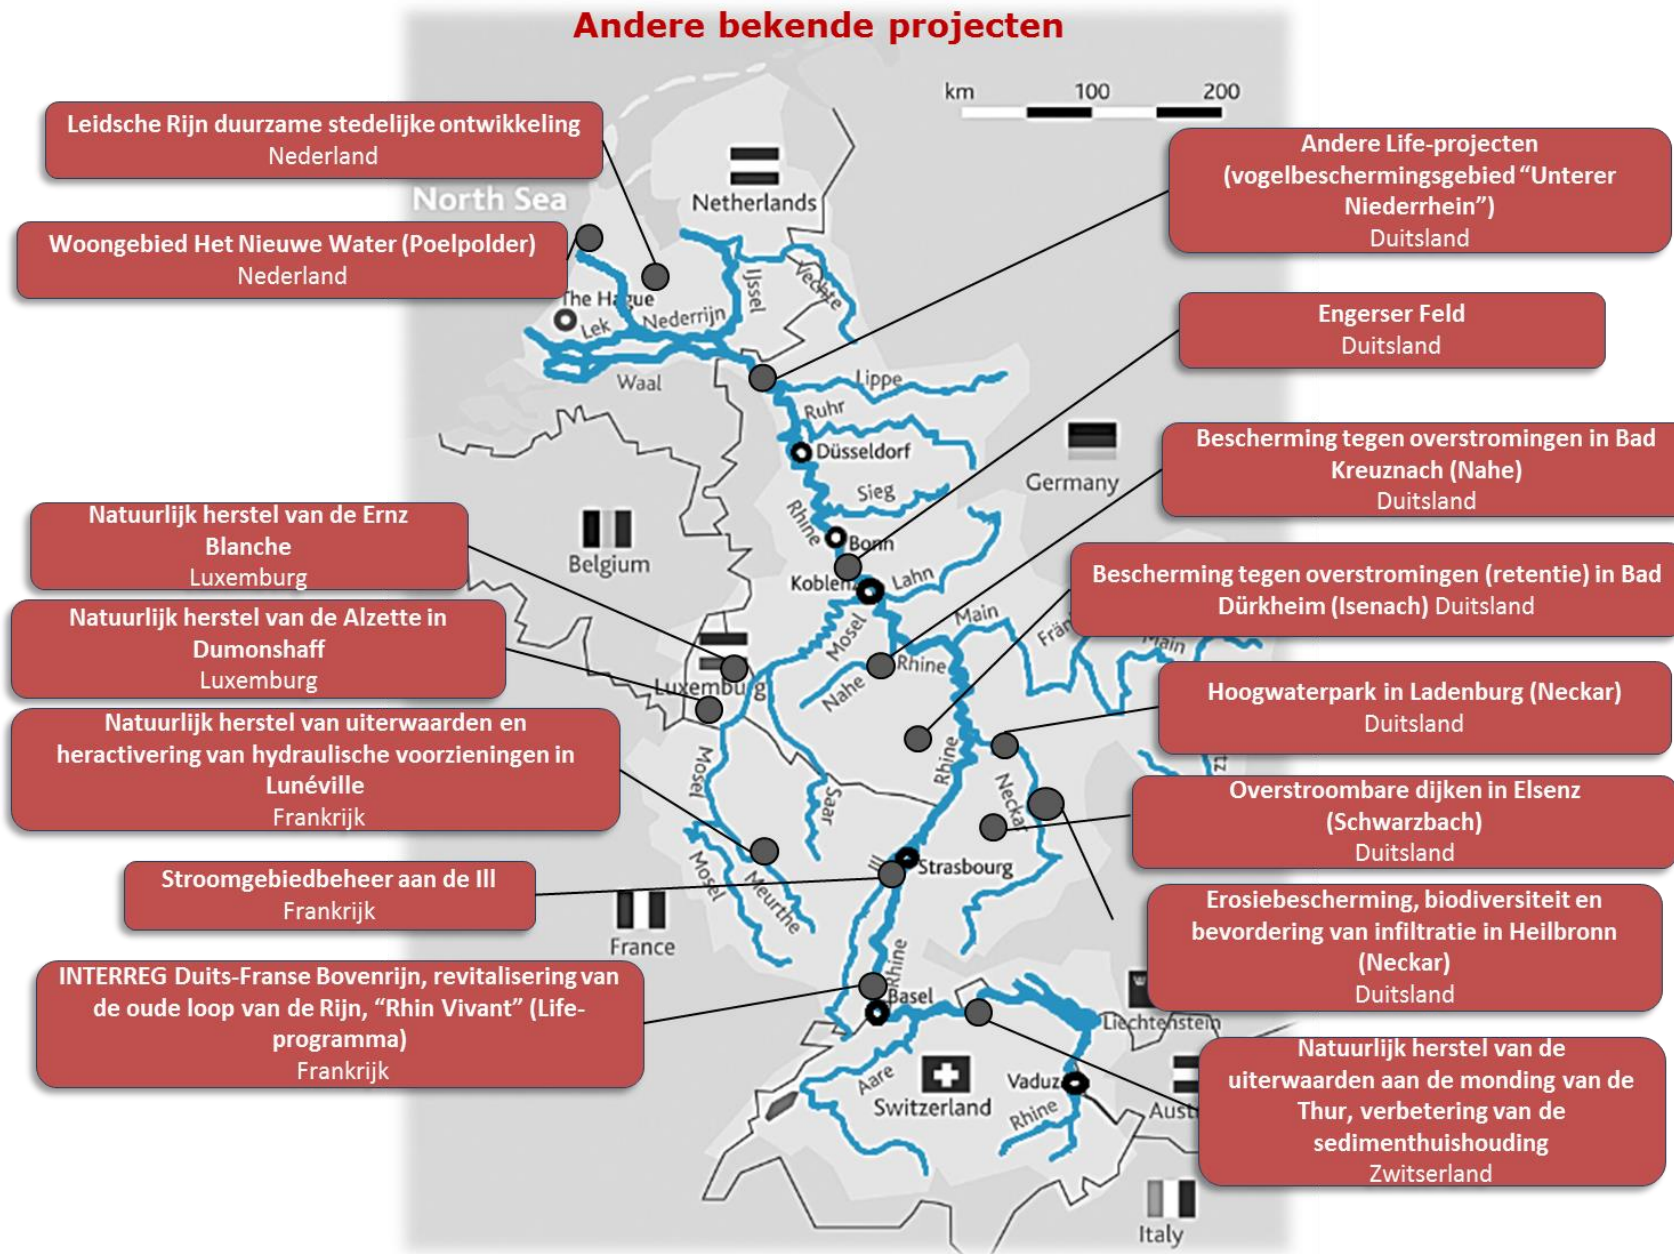 Andere bekende projecten
km 100 200
Leidsche Rijn duurzame stedelijke ontwikkeling
Nederland
North Sea
Woongebied Het Nieuwe Water (Poelpolder)
Nederland
Netherlands
Andere Life-projecten
(vogelbeschermingsgebied “Unterer
Niederrhein”)
Duitsland
The Hague
Lek
Nederrijn
IJssel
Vechte
Waal
Engerser Feld
Duitsland
Lippe
Ruhr
Düsseldorf
Germany
Bescherming tegen overstromingen in Bad
Kreuznach (Nahe)
Duitsland
Sieg
Rhine
Bonn
Belgium
Natuurlijk herstel van de Ernz
Blanche
Luxemburg
Koblenz
Lahn
Bescherming tegen overstromingen (retentie) in Bad
Dürkheim (Isenach) Duitsland
Natuurlijk herstel van de Alzette in
Dumonshaff
Luxemburg
Mosel
Main
Main
Rhine
Nahe
Luxemburg
Hoogwaterpark in Ladenburg (Neckar)
Duitsland
Natuurlijk herstel van uiterwaarden en
heractivering van hydraulische voorzieningen in
Lunéville
Frankrijk
Mosel
Saar
Rhine
Neckar
Overstroombare dijken in Elsenz
(Schwarzbach)
Duitsland
Stroomgebiedbeheer aan de Ill
Frankrijk
Mosel
Meurthe
Ill
Strasbourg
France
Erosiebescherming, biodiversiteit en
bevordering van infiltratie in Heilbronn
(Neckar)
Duitsland
INTERREG Duits-Franse Bovenrijn, revitalisering van
de oude loop van de Rijn, “Rhin Vivant” (Life-
programma)
Frankrijk
Rhine
Basel
Liechtenstein
Aare
Switzerland
Vaduz
Rhine
Natuurlijk herstel van de
uiterwaarden aan de monding van de
Thur, verbetering van de
sedimenthuishouding
Zwitserland
Italy